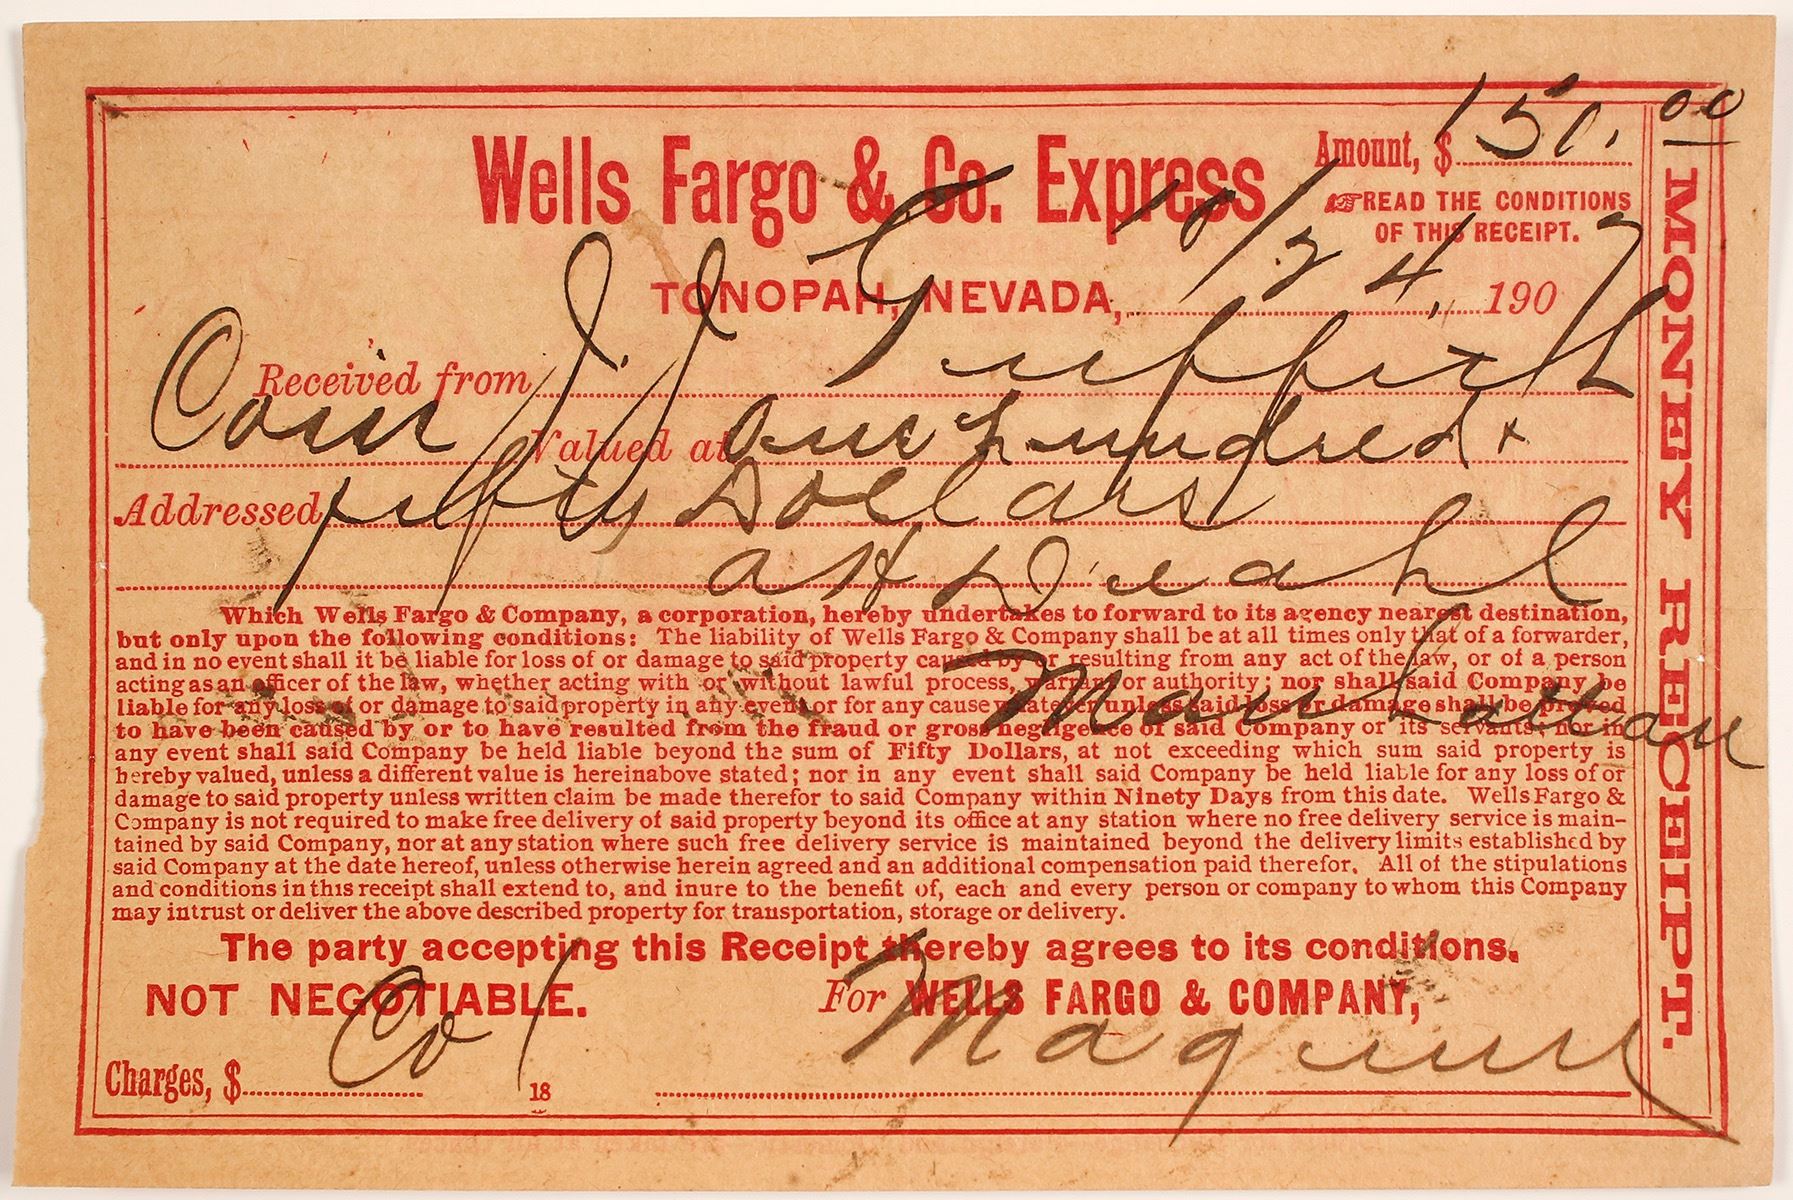 Amount, $ 150.00
Wells Fargo & Co. Express
☞READ THE CONDITIONS
OF THIS RECEIPT.
TONOPAH, NEVADA, 10/24, 1907
Received from J. J. Griffith
Coin Valued at one hundred +
Addressed fifty Dollars
A H Diehl
Manhattan
Which Wells Fargo & Company, a corporation, hereby undertakes to forward to its agency nearest destination,
but only upon the following conditions: The liability of Wells Fargo & Company shall be at all times only that of a forwarder,
and in no event shall it be liable for loss of or damage to said property caused by or resulting from any act of the law, or of a person
acting as an officer of the law, whether acting with or without lawful process, warrant or authority; nor shall said Company be
liable for any loss of or damage to said property in any event or for any cause whatever unless said loss or damage shall be proved
to have been caused by or to have resulted from the fraud or gross negligence of said Company or its servants; nor in
any event shall said Company be held liable beyond the sum of Fifty Dollars, at not exceeding which sum said property is
hereby valued, unless a different value is hereinabove stated; nor in any event shall said Company be held liable for any loss of or
damage to said property unless written claim be made therefor to said Company within Ninety Days from this date. Wells Fargo &
Company is not required to make free delivery of said property beyond its office at any station where no free delivery service is main-
tained by said Company, nor at any station where such free delivery service is maintained beyond the delivery limits established by
said Company at the date hereof, unless otherwise herein agreed and an additional compensation paid therefor. All of the stipulations
and conditions in this receipt shall extend to, and inure to the benefit of, each and every person or company to whom this Company
may intrust or deliver the above described property for transportation, storage or delivery.
The party accepting this Receipt thereby agrees to its conditions.
NOT NEGOTIABLE. For WELLS FARGO & COMPANY,
Charges, $ Col 18
MONEY RECEIPT.